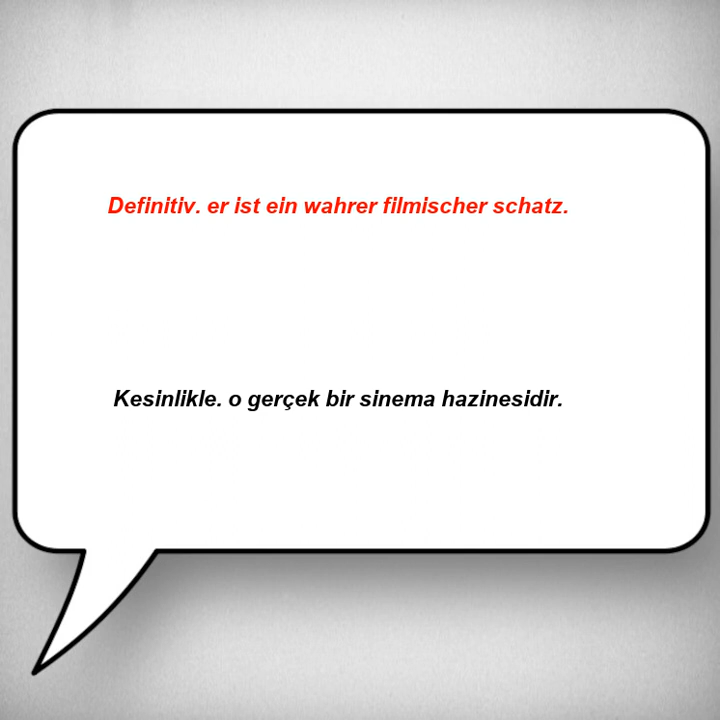 Definitiv. er ist ein wahrer filmischer schatz.
Kesinlikle. o gerçek bir sinema hazinesidir.